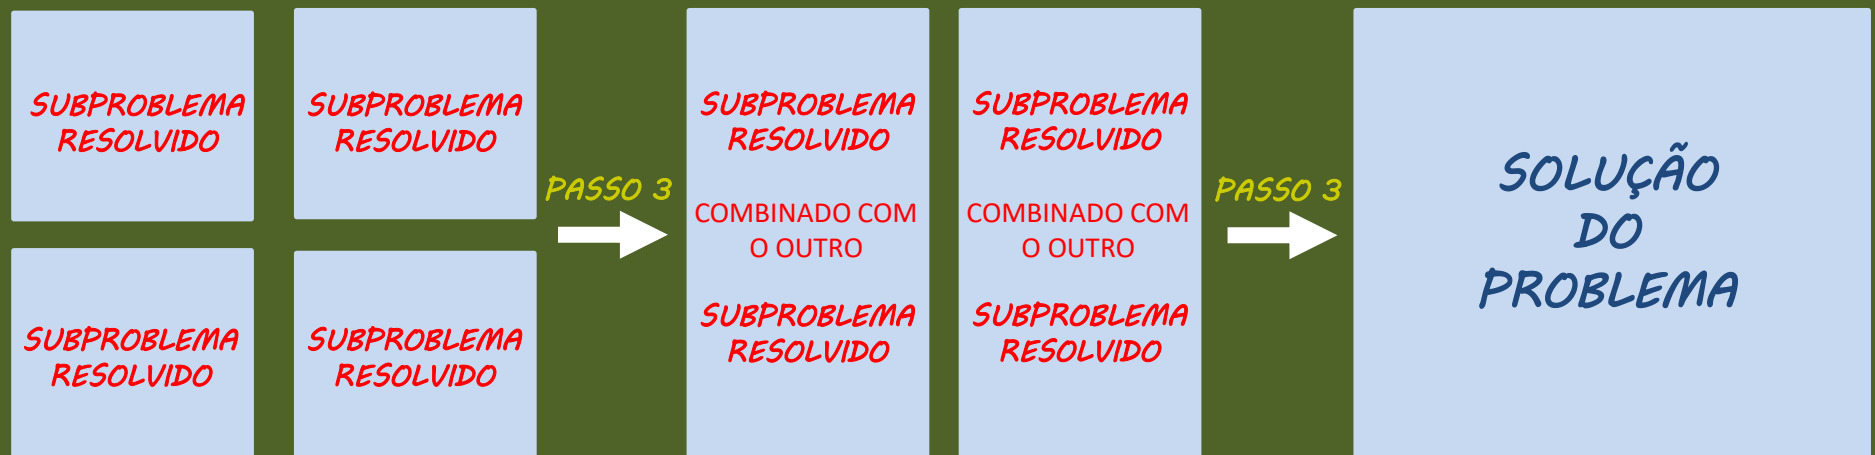 SUBPROBLEMA
RESOLVIDO
SUBPROBLEMA
RESOLVIDO
SUBPROBLEMA
RESOLVIDO
SUBPROBLEMA
RESOLVIDO
PASSO 3
SUBPROBLEMA
RESOLVIDO
COMBINADO COM
O OUTRO
SUBPROBLEMA
RESOLVIDO
SUBPROBLEMA
RESOLVIDO
COMBINADO COM
O OUTRO
SUBPROBLEMA
RESOLVIDO
PASSO 3
SOLUÇÃO
DO
PROBLEMA